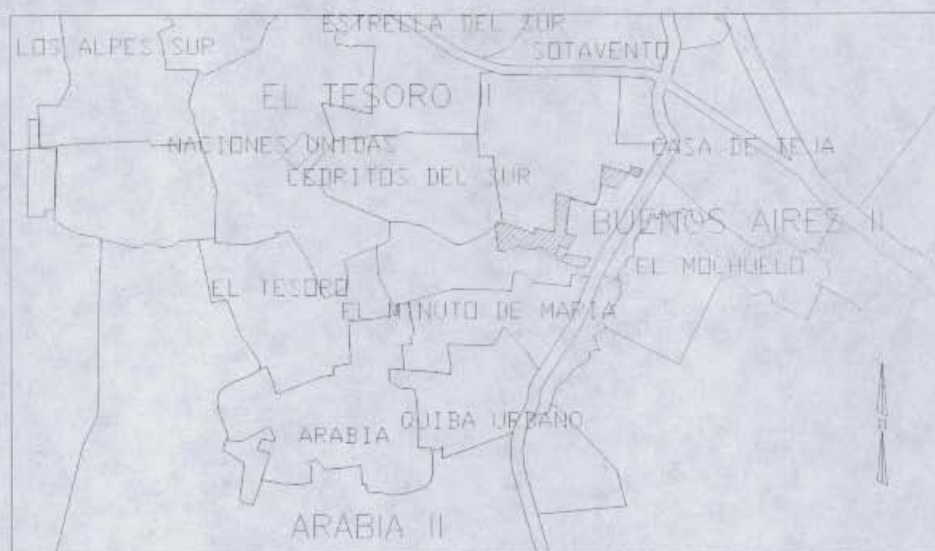 ESTRELLA DEL SUR
LOS ALPES SUR
SOTAVENTO
EL TESORO II
NACIONES UNIDAS
CASA DE TEJA
CEDRITOS DEL SUR
BUENOS AIRES II
EL MOCHUELO
EL TESORO
EL MINUTO DE MARIA
QUIBA URBANO
ARABIA
N
ARABIA II